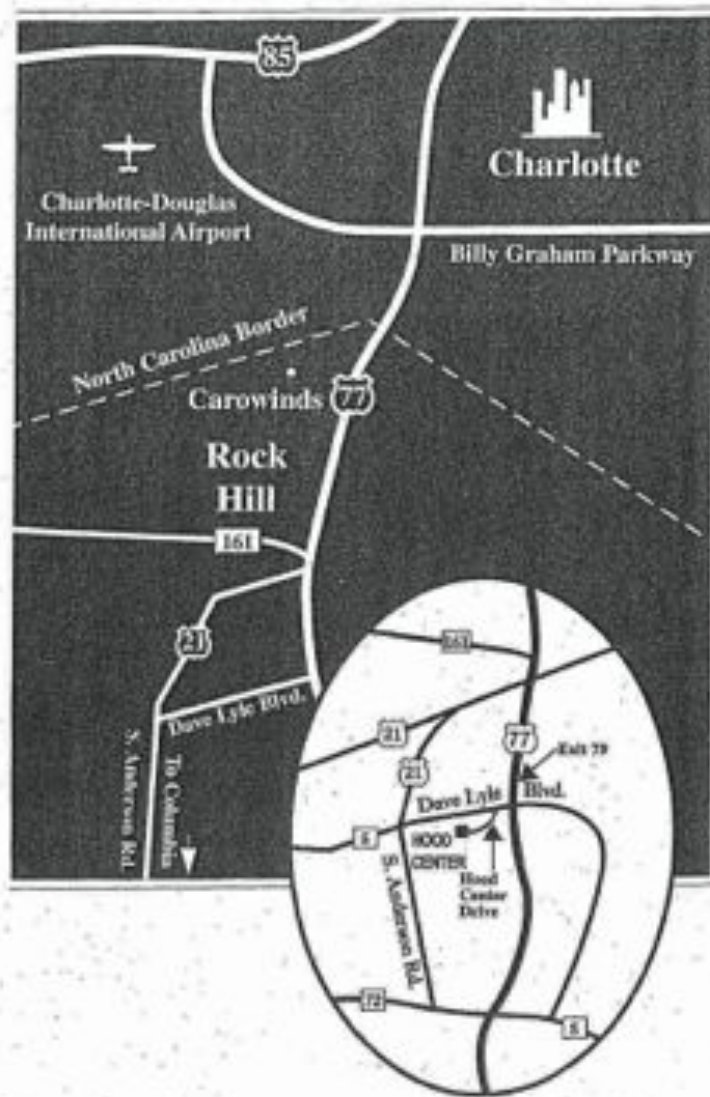 85
Charlotte
Charlotte-Douglas
International Airport
Billy Graham Parkway
North Carolina Border
Carowinds
77
Rock
Hill
161
21
Dave Lyle Blvd.
S. Anderson Rd.
To Columbia
161
21
77
Exit 79
21
Dave Lyle Blvd.
5
HOOD
CENTER
Hood
Center
Drive
S. Anderson Rd.
72
5